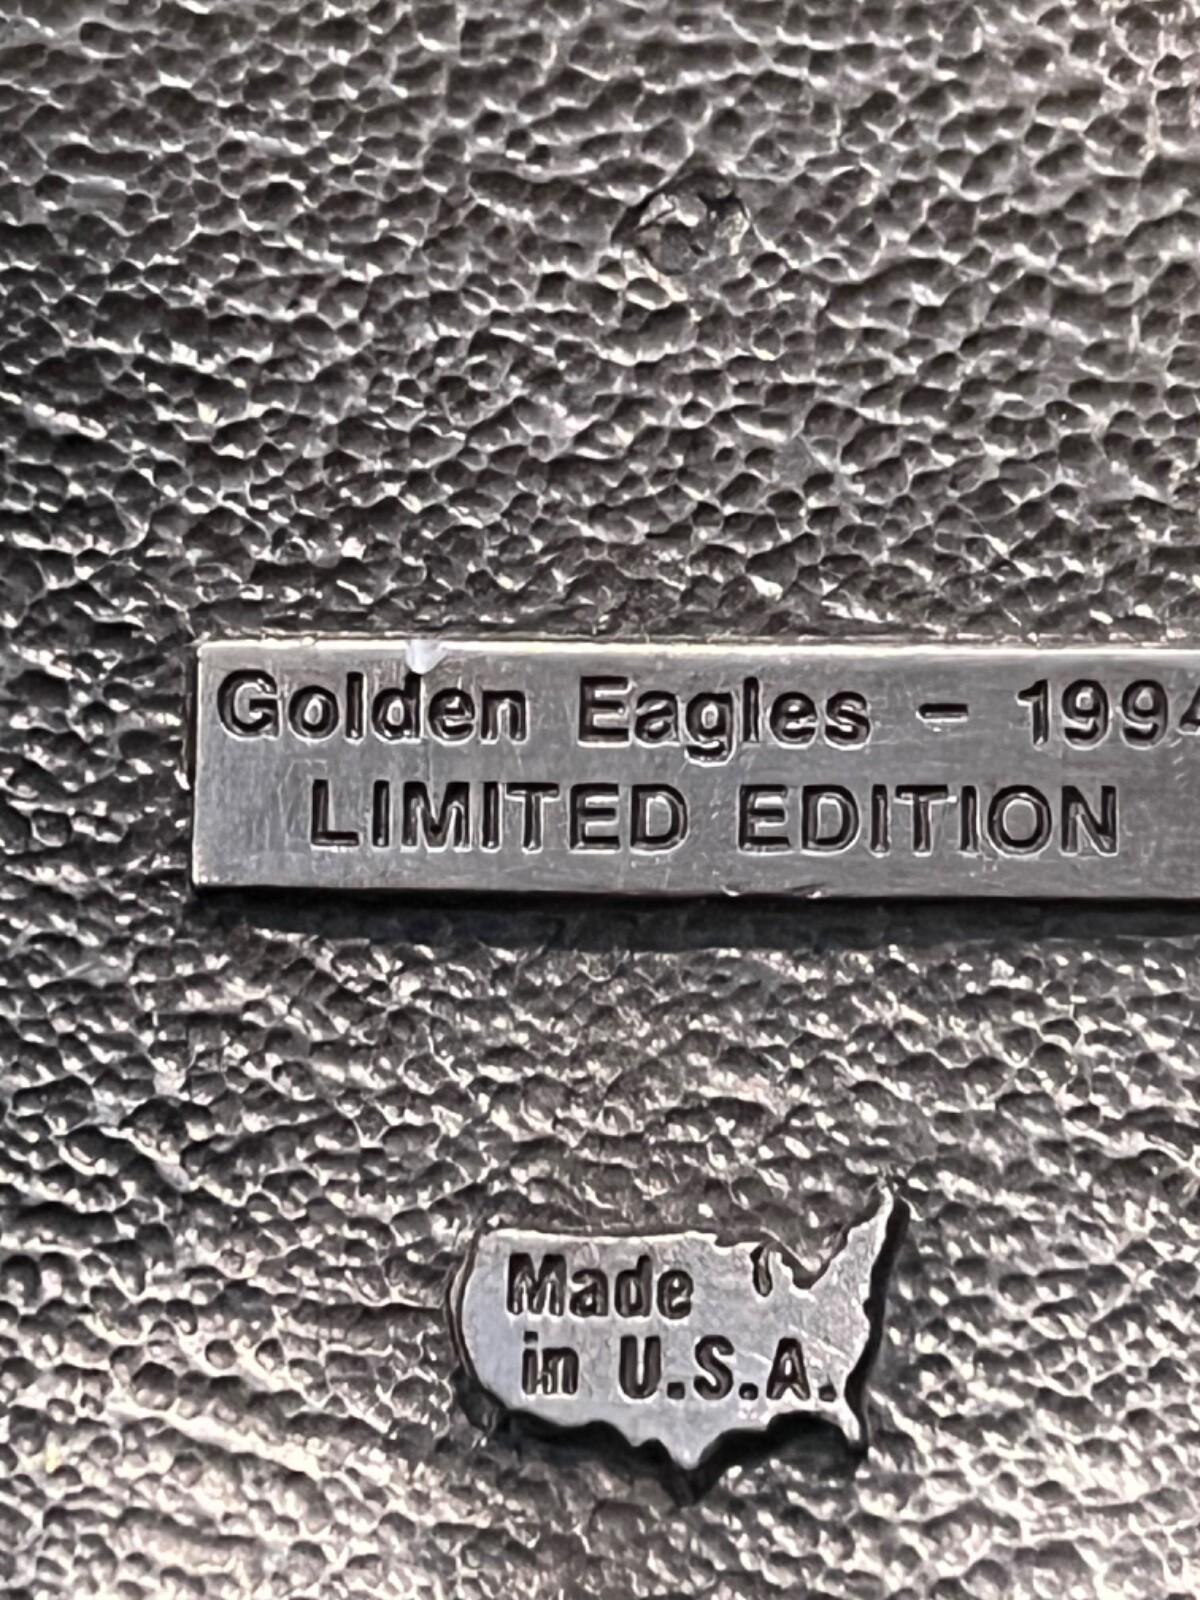 Golden Eagles - 1994
LIMITED EDITION
Made
in U.S.A.